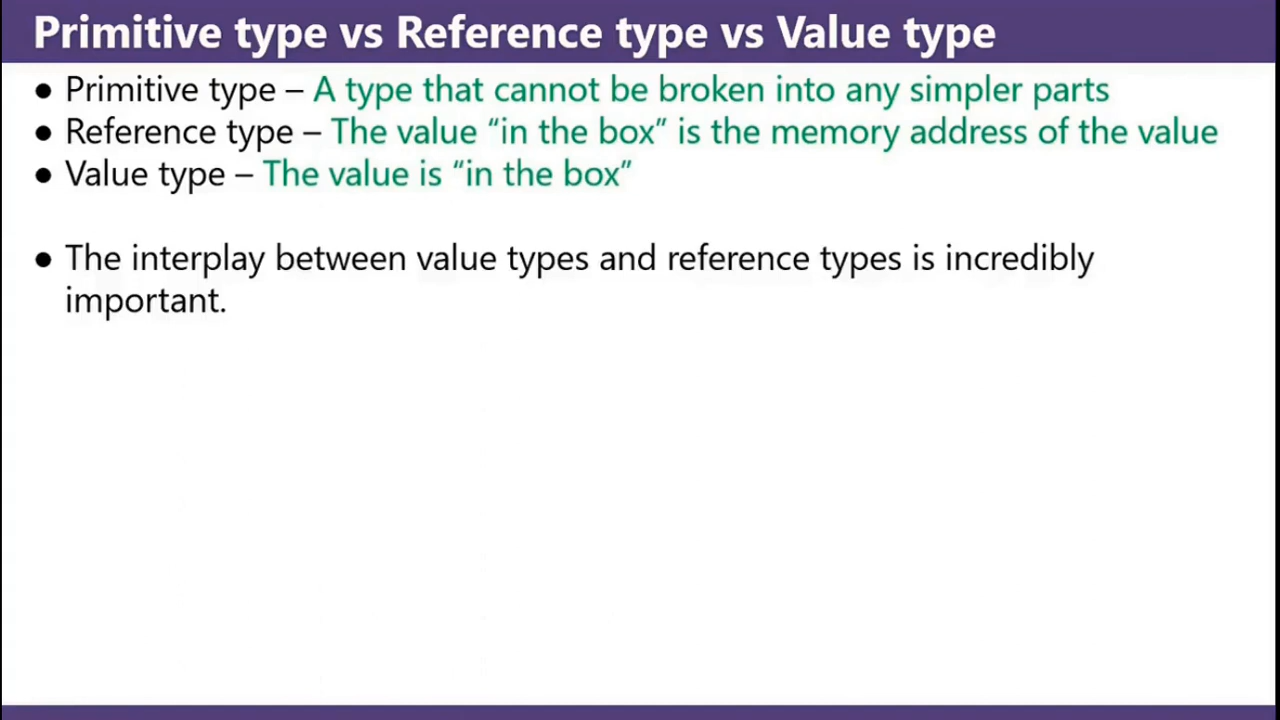 Primitive type vs Reference type vs Value type
● Primitive type – A type that cannot be broken into any simpler parts
● Reference type – The value “in the box” is the memory address of the value
● Value type – The value is “in the box”
● The interplay between value types and reference types is incredibly
important.